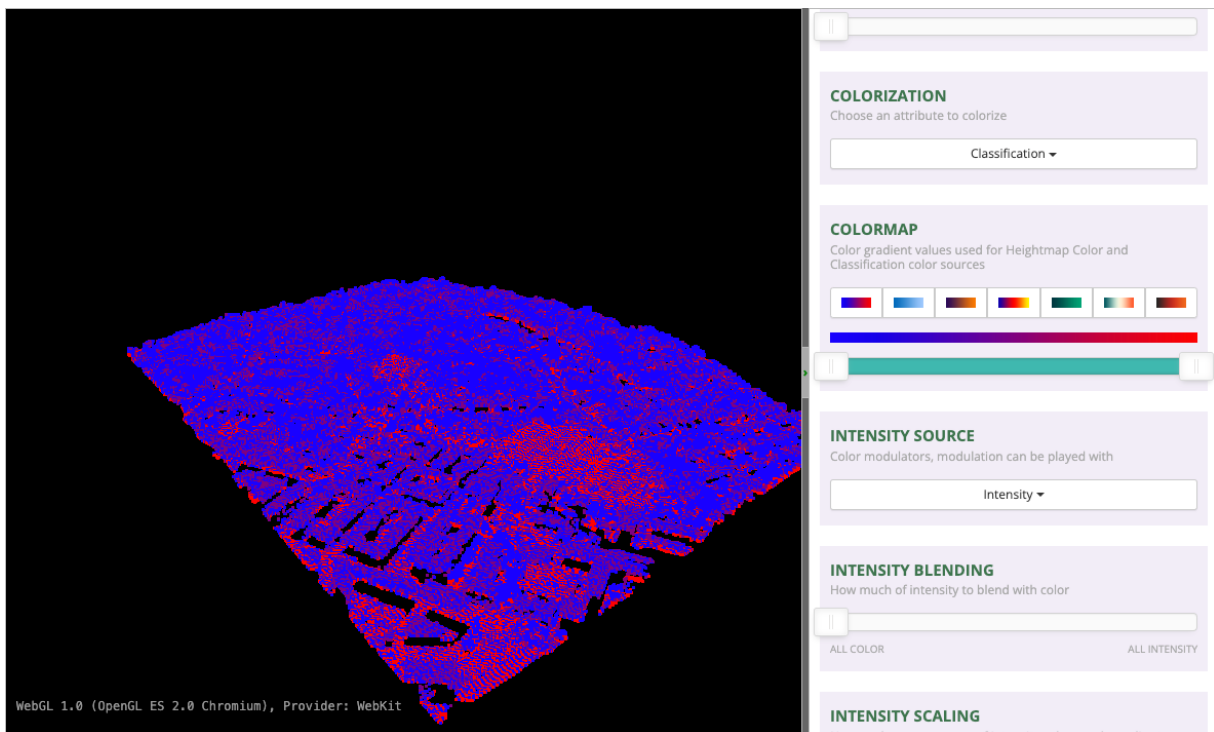 COLORIZATION
Choose an attribute to colorize
Classification
COLORMAP
Color gradient values used for Heightmap Color and
Classification color sources
INTENSITY SOURCE
Color modulators, modulation can be played with
Intensity
INTENSITY BLENDING
How much of intensity to blend with color
ALL COLOR ALL INTENSITY
INTENSITY SCALING
WebGL 1.0 (OpenGL ES 2.0 Chromium), Provider: WebKit